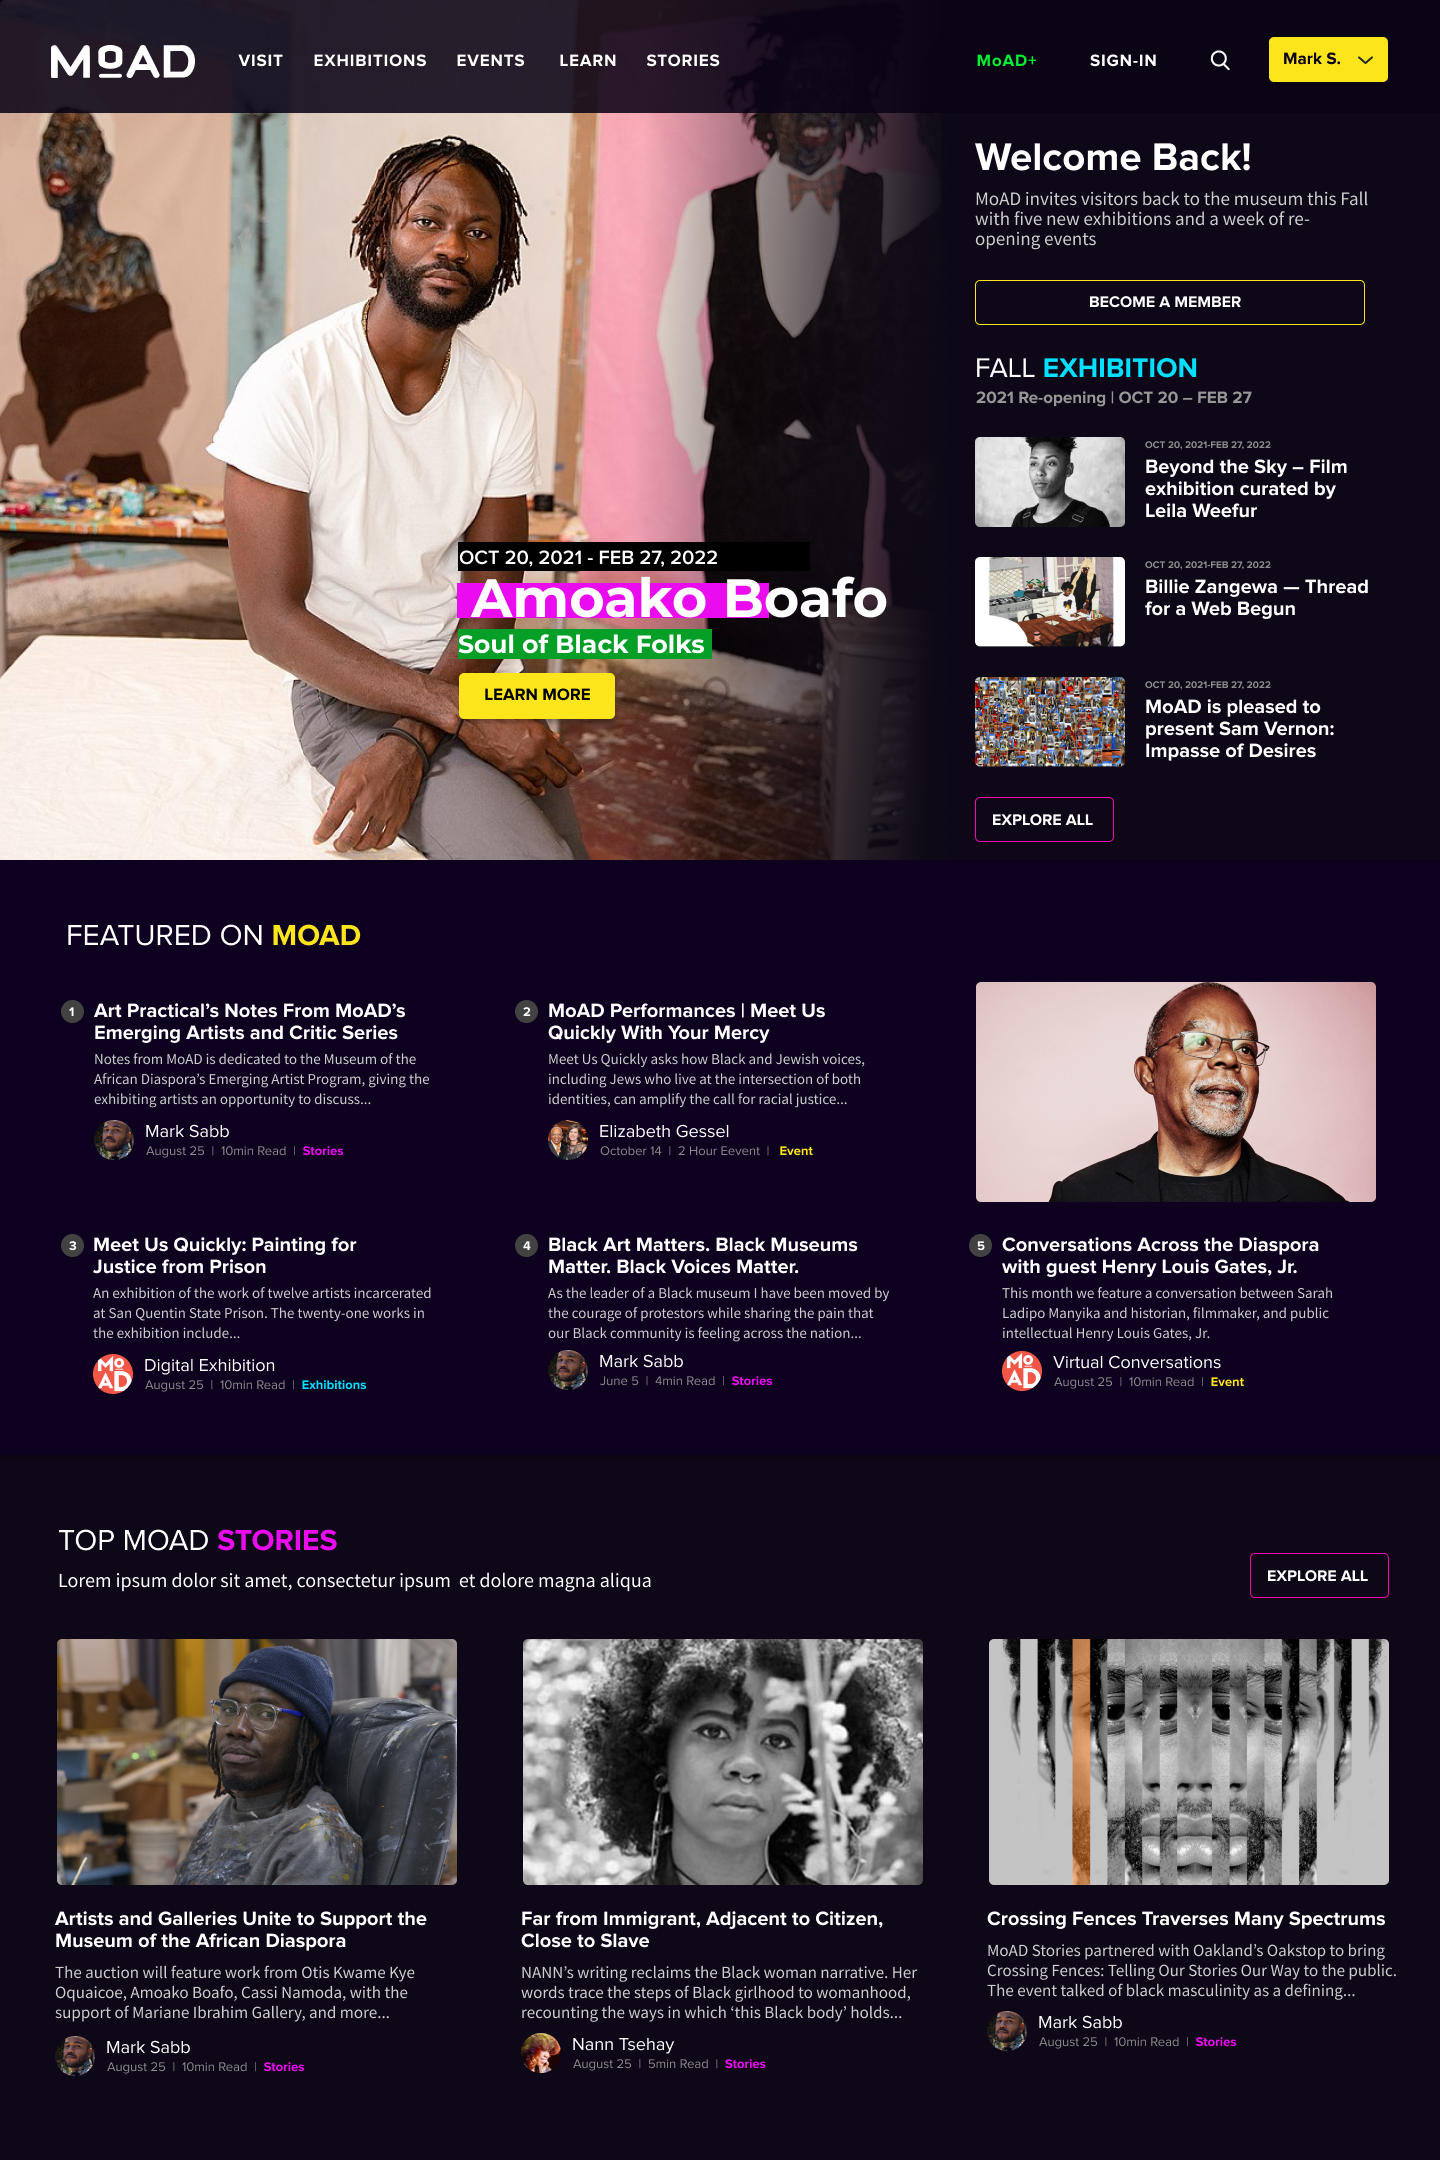 MOAD
VISIT EXHIBITIONS EVENTS LEARN STORIES
MoAD+ SIGN-IN Mark S.
OCT 20, 2021 - FEB 27, 2022
Amoako Boafo
Soul of Black Folks
LEARN MORE
Welcome Back!
MoAD invites visitors back to the museum this Fall
with five new exhibitions and a week of re-
opening events
BECOME A MEMBER
FALL EXHIBITION
2021 Re-opening | OCT 20 – FEB 27
OCT 20, 2021-FEB 27, 2022
Beyond the Sky – Film
exhibition curated by
Leila Weefur
OCT 20, 2021-FEB 27, 2022
Billie Zangewa — Thread
for a Web Begun
OCT 20, 2021-FEB 27, 2022
MoAD is pleased to
present Sam Vernon:
Impasse of Desires
EXPLORE ALL
FEATURED ON MOAD
1
Art Practical’s Notes From MoAD’s
Emerging Artists and Critic Series
Notes from MoAD is dedicated to the Museum of the
African Diaspora’s Emerging Artist Program, giving the
exhibiting artists an opportunity to discuss...
Mark Sabb
August 25 | 10min Read | Stories
2
MoAD Performances | Meet Us
Quickly With Your Mercy
Meet Us Quickly asks how Black and Jewish voices,
including Jews who live at the intersection of both
identities, can amplify the call for racial justice...
Elizabeth Gessel
October 14 | 2 Hour Eevent | Event
3
Meet Us Quickly: Painting for
Justice from Prison
An exhibition of the work of twelve artists incarcerated
at San Quentin State Prison. The twenty-one works in
the exhibition include...
MOAD
Digital Exhibition
August 25 | 10min Read | Exhibitions
4
Black Art Matters. Black Museums
Matter. Black Voices Matter.
As the leader of a Black museum I have been moved by
the courage of protestors while sharing the pain that
our Black community is feeling across the nation...
Mark Sabb
June 5 | 4min Read | Stories
5
Conversations Across the Diaspora
with guest Henry Louis Gates, Jr.
This month we feature a conversation between Sarah
Ladipo Manyika and historian, filmmaker, and public
intellectual Henry Louis Gates, Jr.
MOAD
Virtual Conversations
August 25 | 10min Read | Event
TOP MOAD STORIES
Lorem ipsum dolor sit amet, consectetur ipsum et dolore magna aliqua
EXPLORE ALL
Artists and Galleries Unite to Support the
Museum of the African Diaspora
The auction will feature work from Otis Kwame Kye
Oquaicoe, Amoako Boafo, Cassi Namoda, with the
support of Mariane Ibrahim Gallery, and more...
Mark Sabb
August 25 | 10min Read | Stories
Far from Immigrant, Adjacent to Citizen,
Close to Slave
NANN’s writing reclaims the Black woman narrative. Her
words trace the steps of Black girlhood to womanhood,
recounting the ways in which ‘this Black body’ holds...
Nann Tsehay
August 25 | 5min Read | Stories
Crossing Fences Traverses Many Spectrums
MoAD Stories partnered with Oakland’s Oakstop to bring
Crossing Fences: Telling Our Stories Our Way to the public.
The event talked of black masculinity as a defining...
Mark Sabb
August 25 | 10min Read | Stories